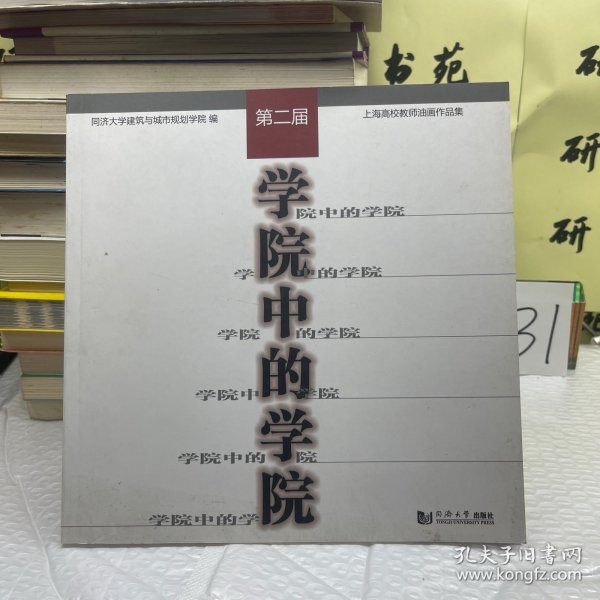 同济大学建筑与城市规划学院 编
第二届
上海高校教师油画作品集
学院中的学院
院中的学院
学 中的学院
学院 的学院
学院中 学院
学院中的 院
学院中的学
同济大学出版社
TONGJI UNIVERSITY PRESS
书苑
研
研
研
31
孔夫子旧书网
www.kongfz.com